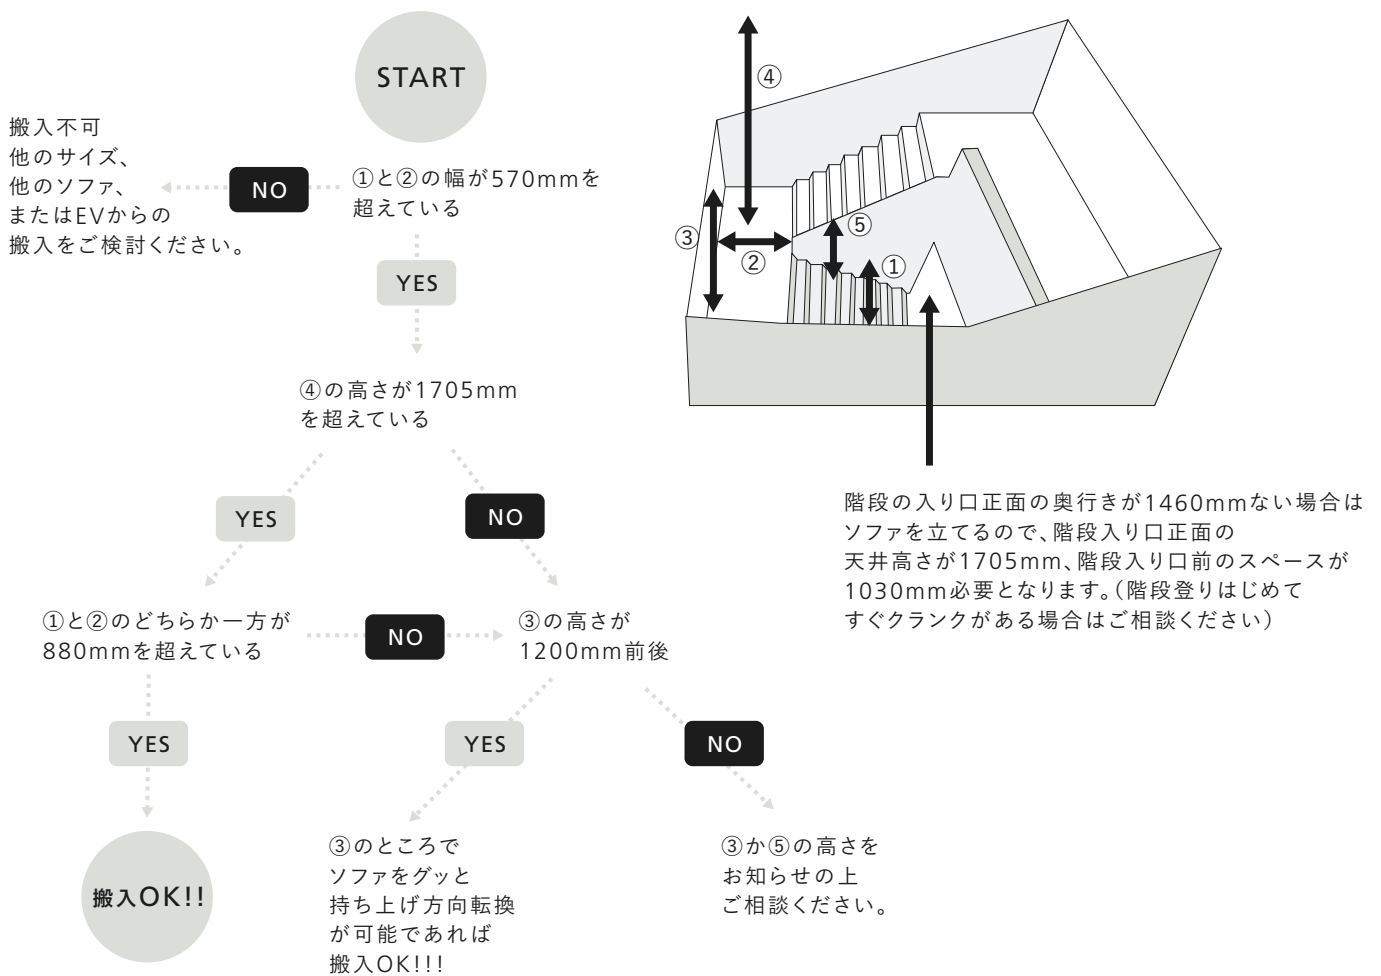 START
①と②の幅が570mmを
超えている
NO
搬入不可
他のサイズ、
他のソファ、
またはEVからの
搬入をご検討ください。
YES
④の高さが1705mm
を超えている
YES
NO
①と②のどちらか一方が
880mmを超えている
NO
③の高さが
1200mm前後
YES
YES
NO
搬入OK!!
③のところで
ソファをグッと
持ち上げ方向転換
が可能であれば
搬入OK!!!
③か⑤の高さを
お知らせの上
ご相談ください。
④
③
②
⑤
①
階段の入り口正面の奥行きが1460mmない場合は
ソファを立てるので、階段入り口正面の
天井高さが1705mm、階段入り口前のスペースが
1030mm必要となります。（階段登りはじめて
すぐクランクがある場合はご相談ください）